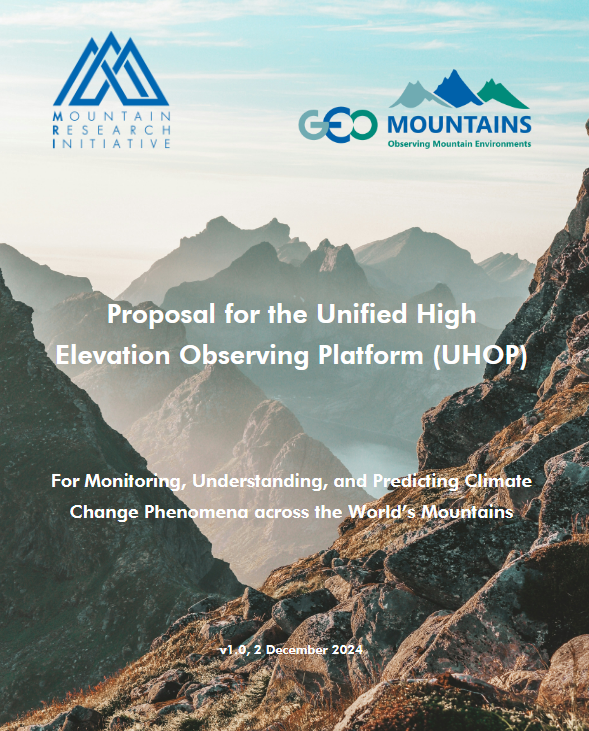 MOUNTAIN
RESEARCH
INITIATIVE
GEO MOUNTAINS
Observing Mountain Environments
Proposal for the Unified High
Elevation Observing Platform (UHOP)
For Monitoring, Understanding, and Predicting Climate
Change Phenomena across the World's Mountains
v1.0, 2 December 2024